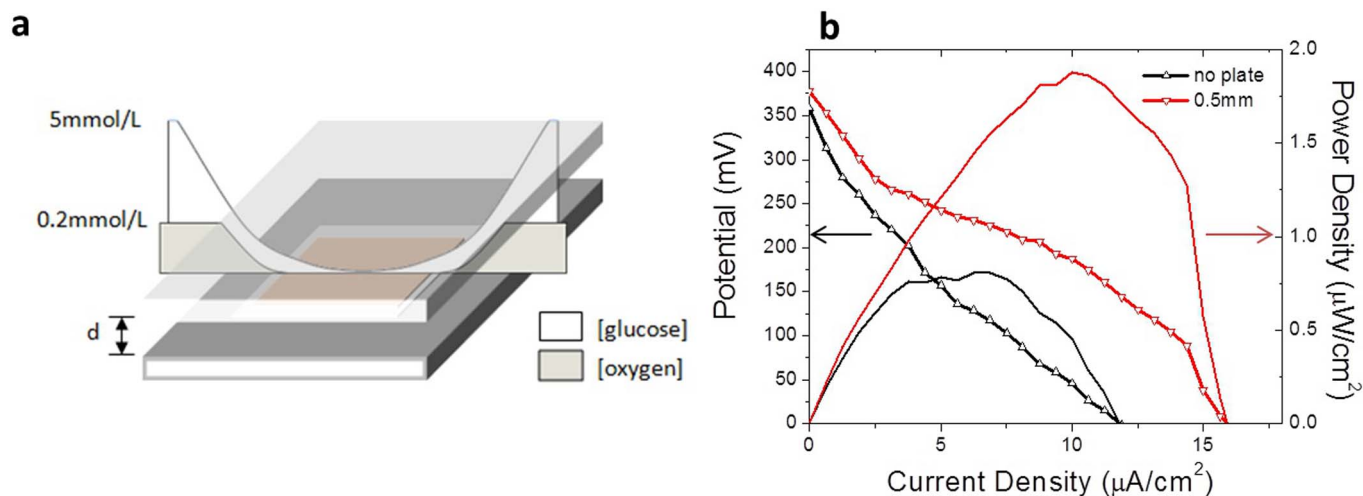 a
5mmol/L
0.2mmol/L
d
[glucose]
[oxygen]
b
400
350
300
250
200
150
100
50
0
Potential (mV)
no plate
0.5mm
2.0
1.5
1.0
0.5
0.0
Power Density (μW/cm²)
0 5 10 15
Current Density (μA/cm²)